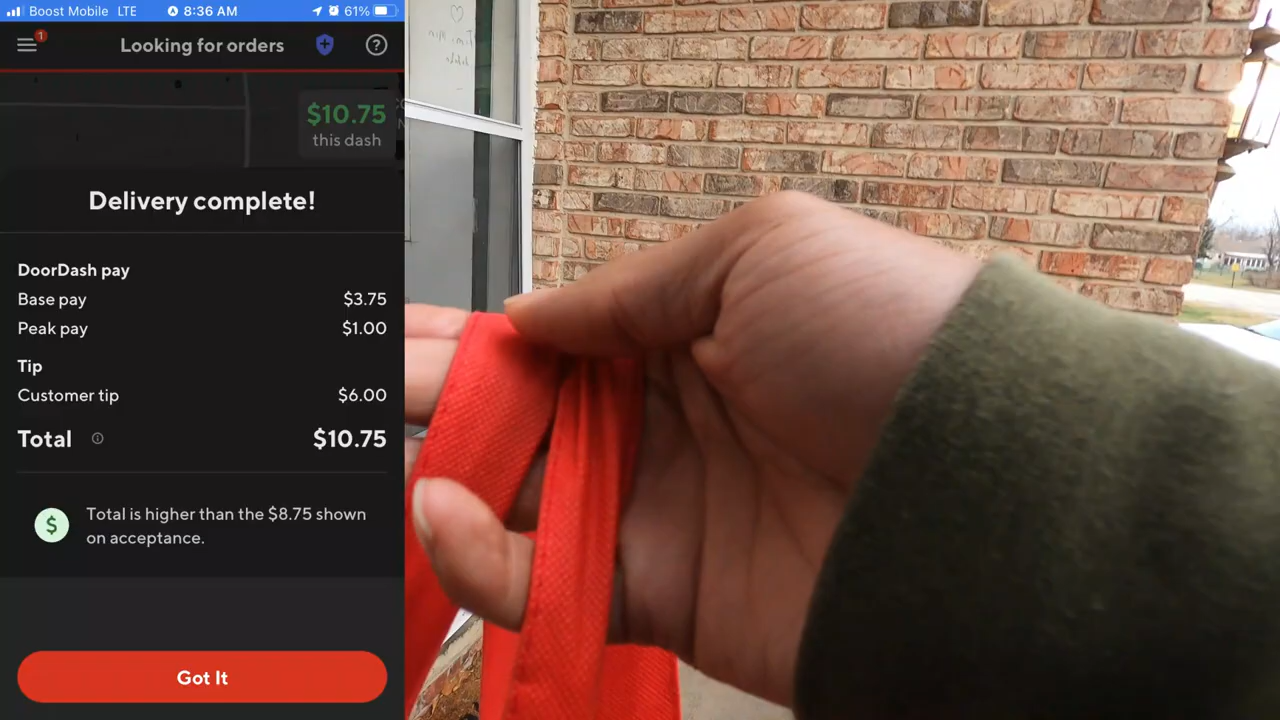 Boost Mobile LTE 8:36 AM 61%
1
Looking for orders ?
$10.75
this dash
Delivery complete!
DoorDash pay
Base pay $3.75
Peak pay $1.00
Tip
Customer tip $6.00
Total $10.75
$ Total is higher than the $8.75 shown
on acceptance.
Got It